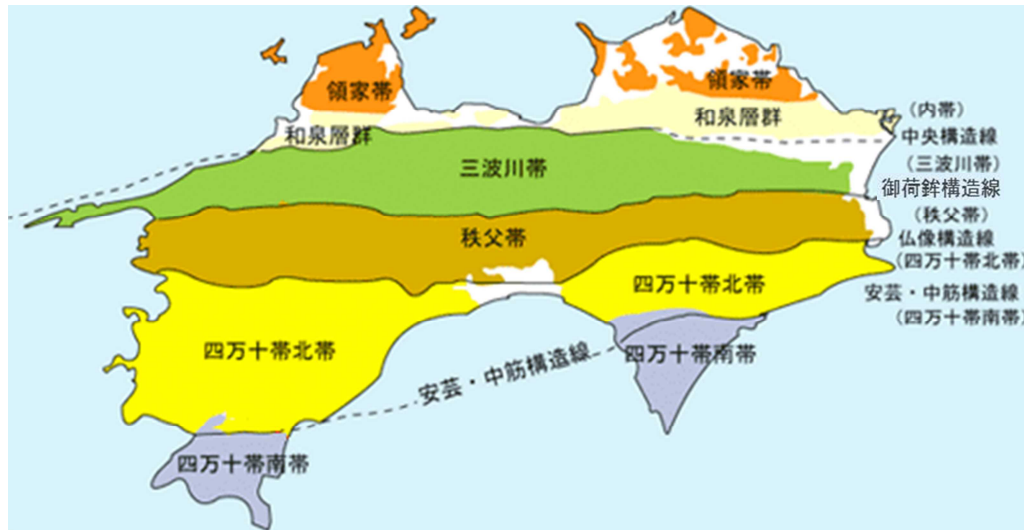 領家帯
領家帯
和泉層群
(内帯)
和泉層群
中央構造線
三波川帯
(三波川帯)
御荷鉾構造線
(秩父帯)
秩父帯
仏像構造線
(四万十帯北帯)
四万十帯北帯
安芸・中筋構造線
(四万十帯南帯)
四万十帯北帯
四万十帯南帯
安芸・中筋構造線
四万十帯南帯